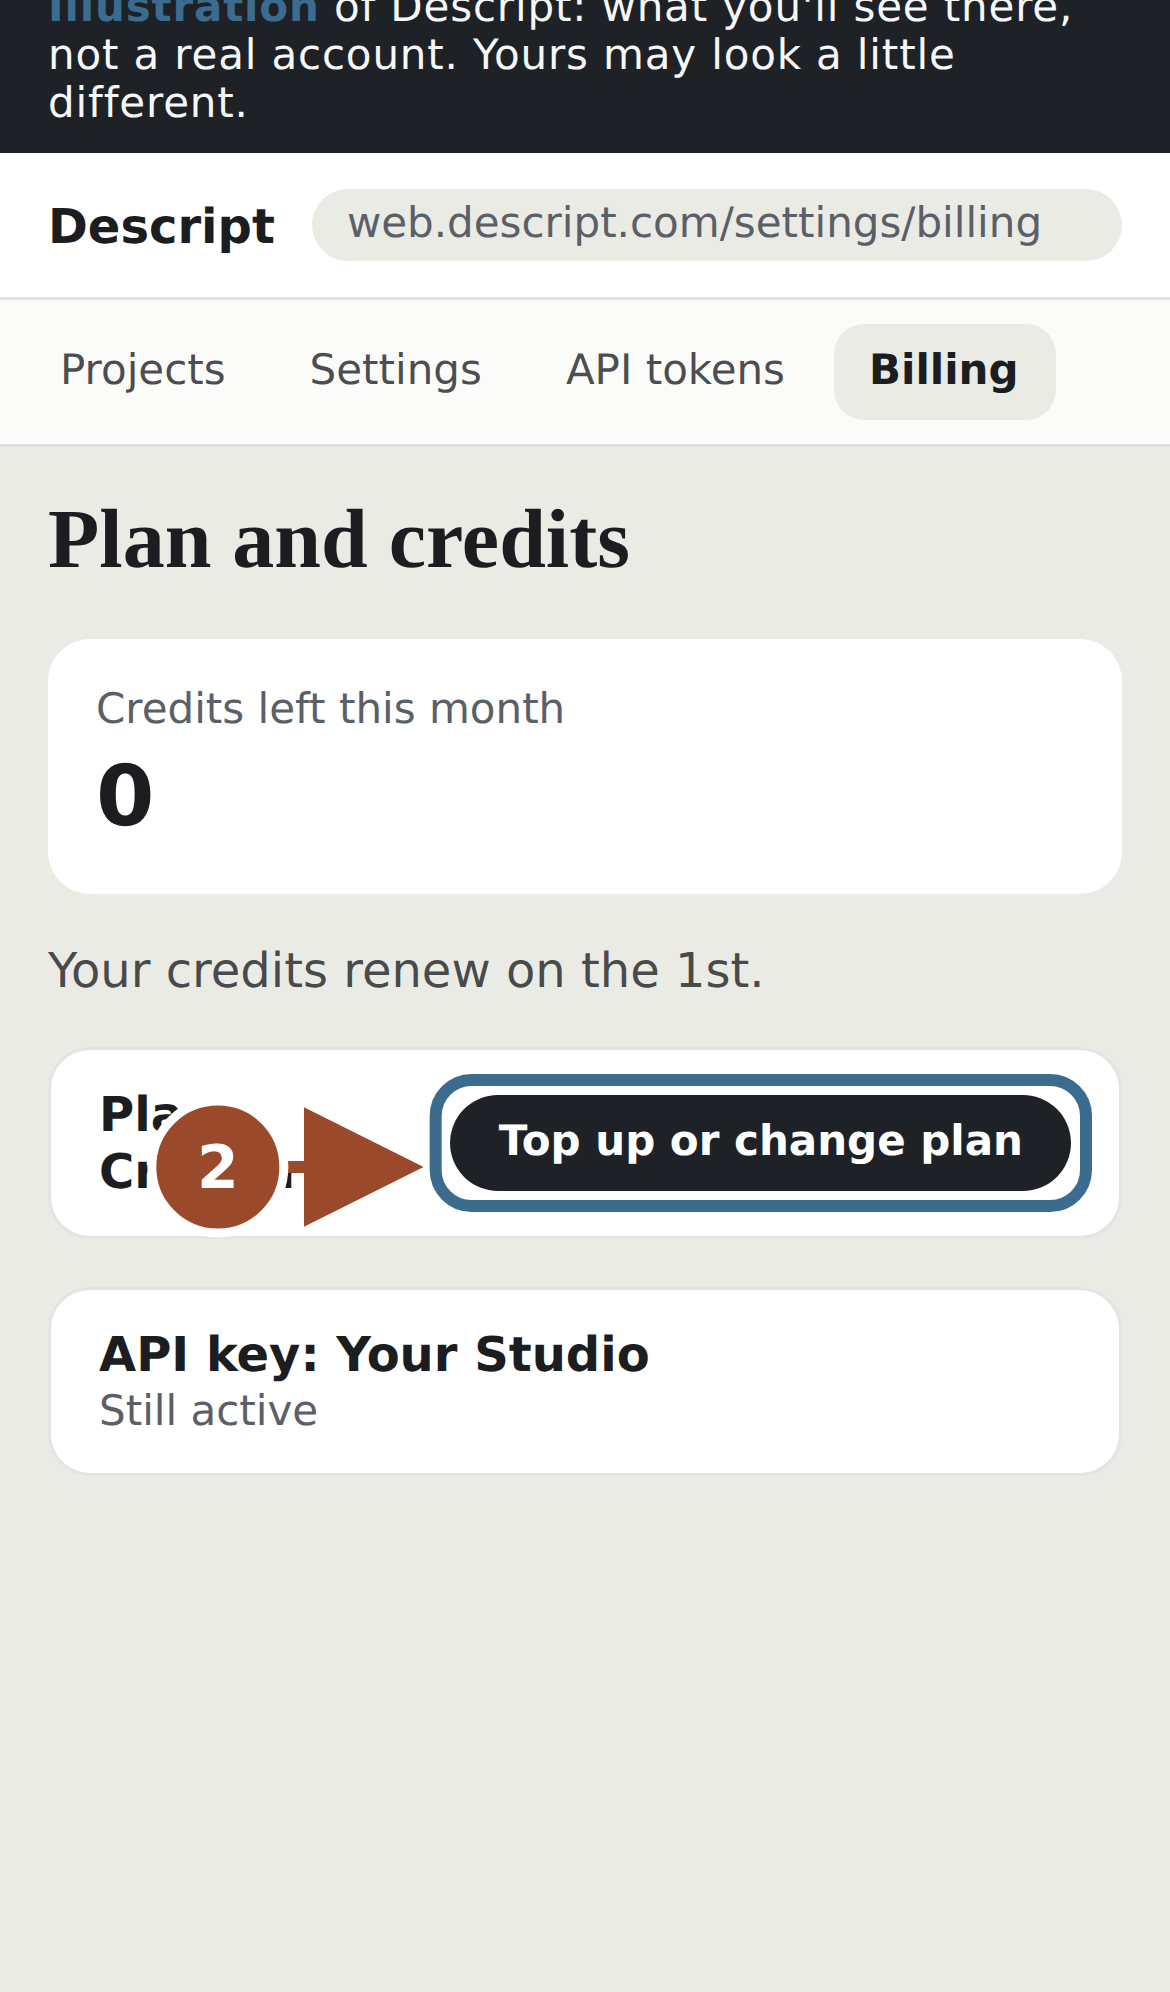 Illustration of Descript: what you'll see there,
not a real account. Yours may look a little
different.
Descript
web.descript.com/settings/billing
Projects Settings API tokens Billing
Plan and credits
Credits left this month
0
Your credits renew on the 1st.
2
Top up or change plan
API key: Your Studio
Still active